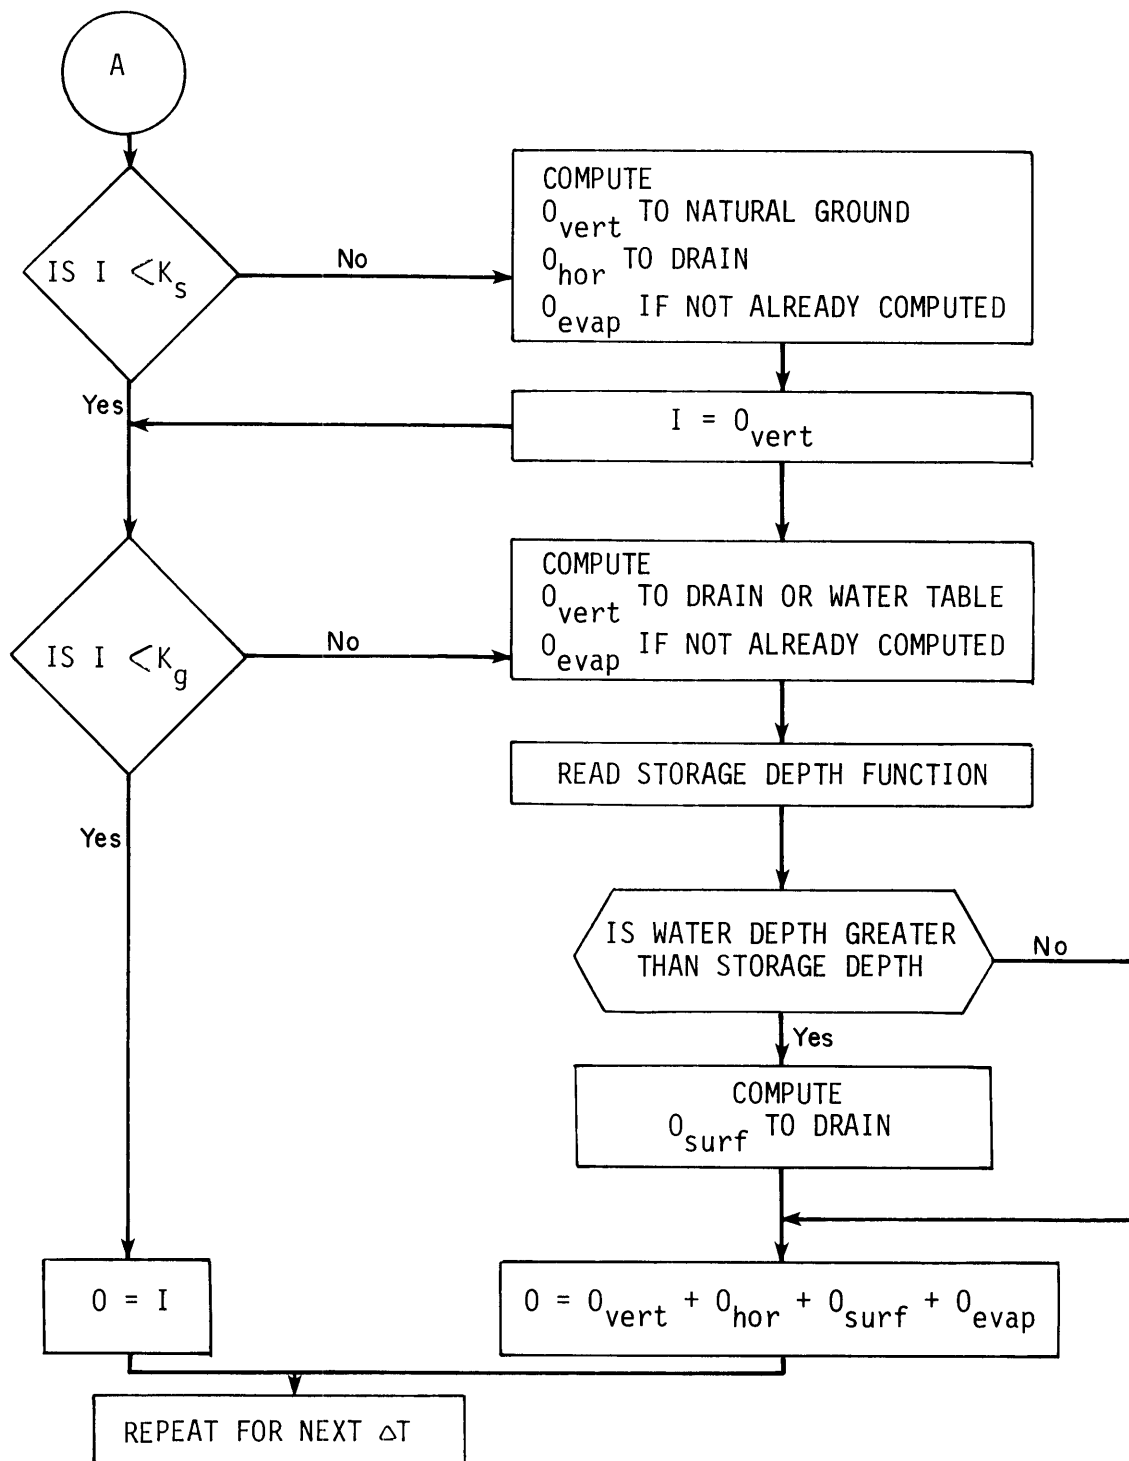 A
IS I <K_s
No
COMPUTE
O_vert TO NATURAL GROUND
O_hor TO DRAIN
O_evap IF NOT ALREADY COMPUTED
Yes
I = O_vert
IS I <K_g
No
COMPUTE
O_vert TO DRAIN OR WATER TABLE
O_evap IF NOT ALREADY COMPUTED
READ STORAGE DEPTH FUNCTION
Yes
IS WATER DEPTH GREATER
THAN STORAGE DEPTH
No
Yes
COMPUTE
O_surf TO DRAIN
O = I
O = O_vert + O_hor + O_surf + O_evap
REPEAT FOR NEXT ΔT